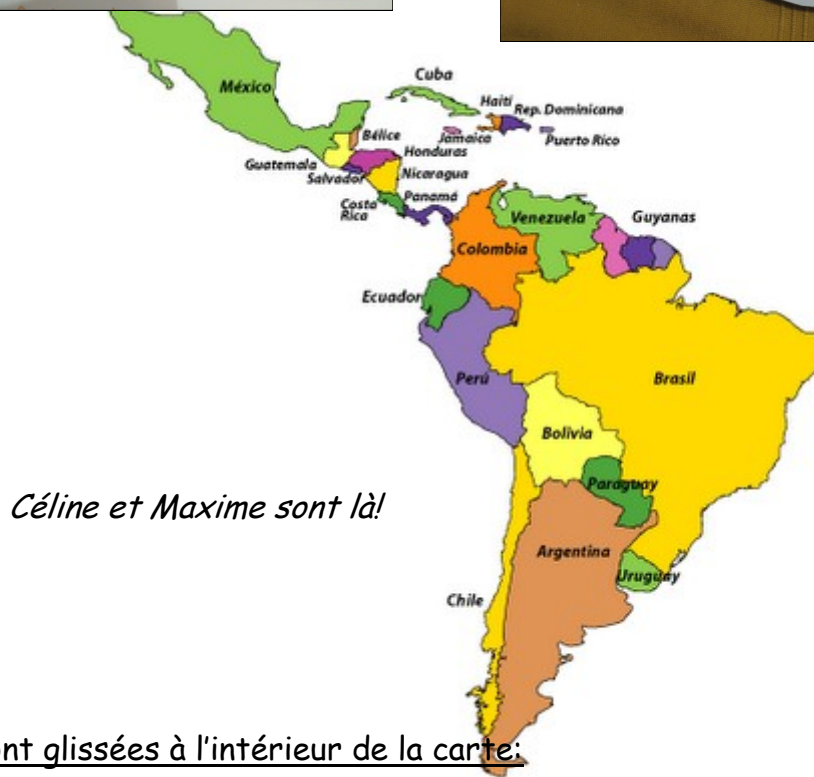 Cuba
México
Haití
Rep. Dominicana
Bélice
Jamaica
Puerto Rico
Honduras
Guatemala
Nicaragua
Salvador
Panamá
Costa
Rica
Venezuela
Guyanas
Colombia
Ecuador
Perú
Brasil
Bolivia
Paraguay
Céline et Maxime sont là!
Argentina
Uruguay
Chile
nt glissées à l'intérieur de la carte: